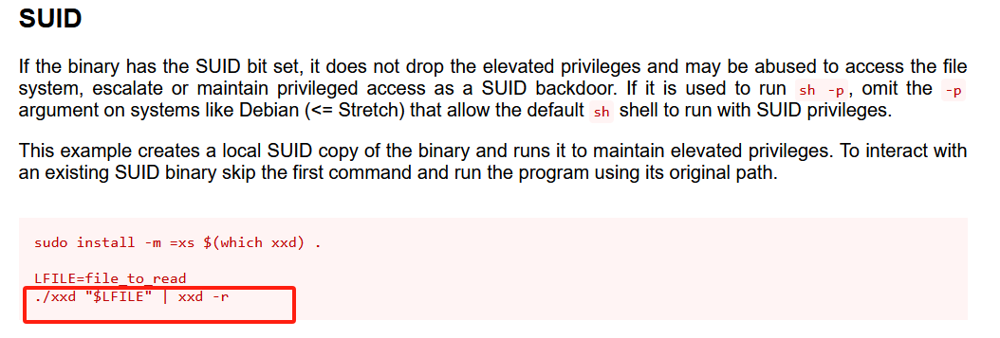 SUID
If the binary has the SUID bit set, it does not drop the elevated privileges and may be abused to access the file
system, escalate or maintain privileged access as a SUID backdoor. If it is used to run sh -p, omit the -p
argument on systems like Debian (<= Stretch) that allow the default sh shell to run with SUID privileges.
This example creates a local SUID copy of the binary and runs it to maintain elevated privileges. To interact with
an existing SUID binary skip the first command and run the program using its original path.
sudo install -m =xs $(which xxd) .
LFILE=file_to_read
./xxd "$LFILE" | xxd -r